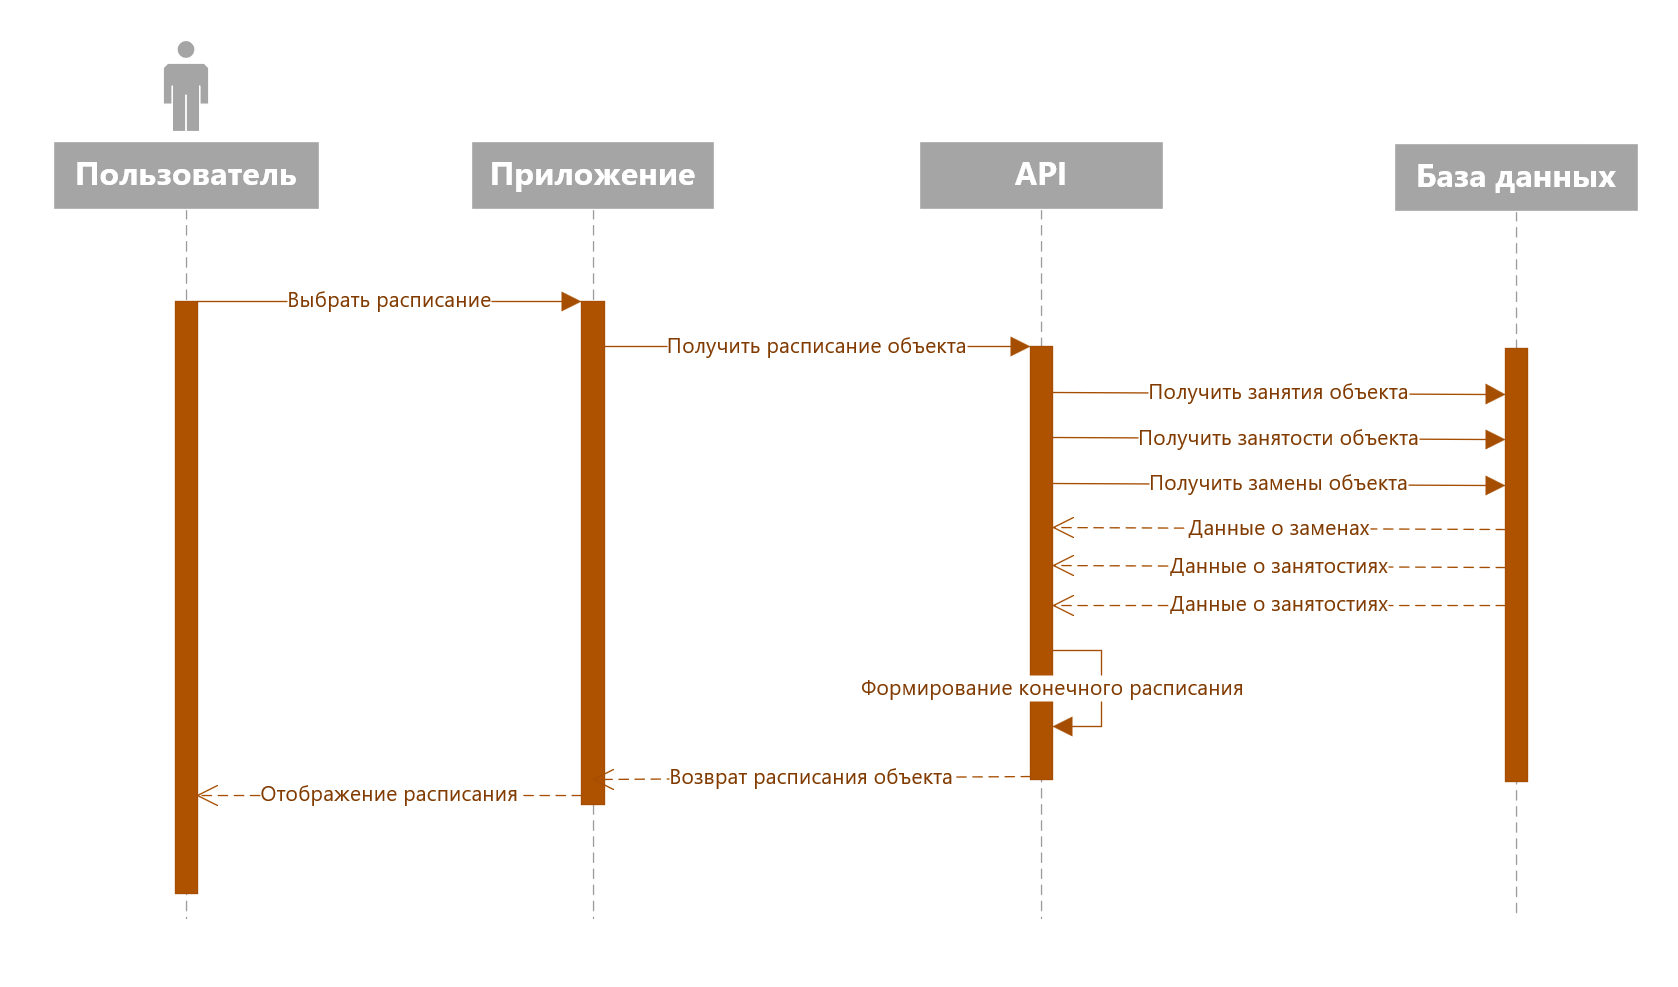 Пользователь
Приложение
API
База данных
Выбрать расписание
Получить расписание объекта
Получить занятия объекта
Получить занятости объекта
Получить замены объекта
Данные о заменах
Данные о занятостиях
Данные о занятостиях
Формирование конечного расписания
Возврат расписания объекта
Отображение расписания